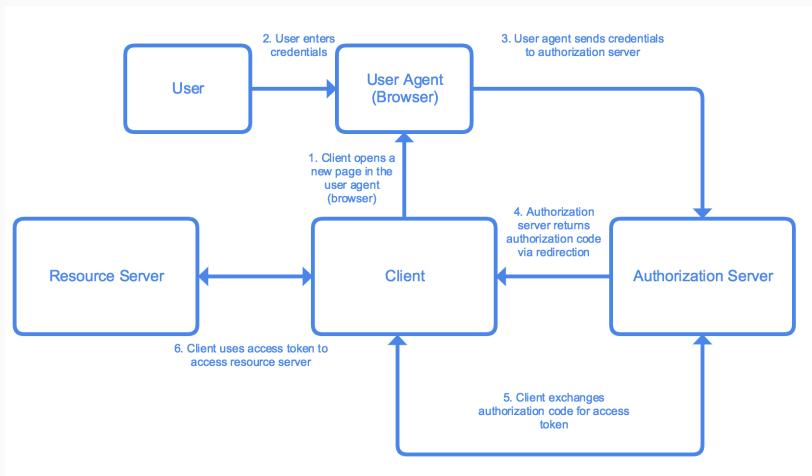 2. User enters
credentials
3. User agent sends credentials
to authorization server
User
User Agent
(Browser)
1. Client opens a
new page in the
user agent
(browser)
4. Authorization
server returns
authorization code
via redirection
Resource Server
Client
Authorization Server
6. Client uses access token to
access resource server
5. Client exchanges
authorization code for access
token